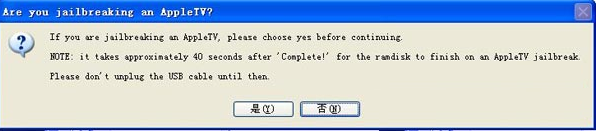 Are you jailbreaking an AppleTV?
If you are jailbreaking an AppleTV, please choose yes before continuing.
NOTE: it takes approximately 40 seconds after 'Complete!' for the ramdisk to finish on an AppleTV jailbreak.
Please don't unplug the USB cable until then.
是(Y) 否(N)